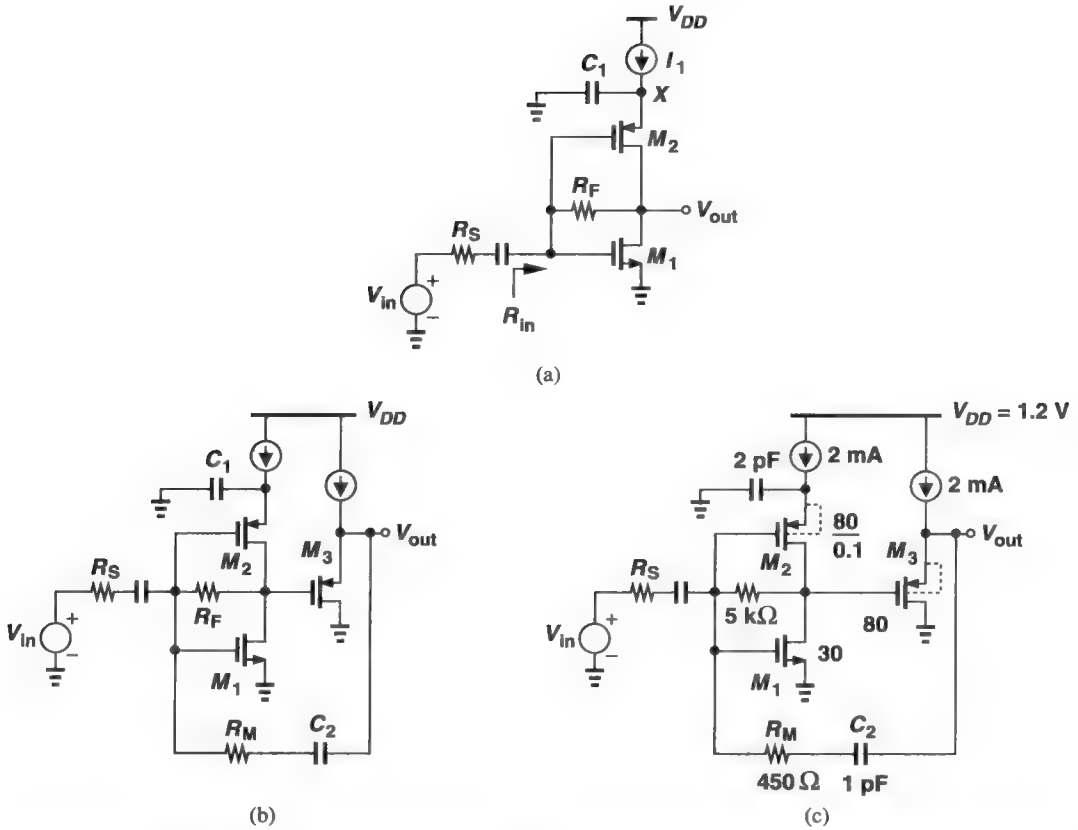 V_DD
C_1
I_1
X
M_2
R_F
V_out
R_S
M_1
V_in
+
−
R_in
(a)
V_DD
C_1
V_out
M_2
M_3
R_S
R_F
V_in
+
−
M_1
R_M
C_2
(b)
V_DD = 1.2 V
2 pF
2 mA
2 mA
80
0.1
V_out
M_2
M_3
R_S
5 kΩ
80
V_in
+
−
30
M_1
R_M
C_2
450 Ω
1 pF
(c)